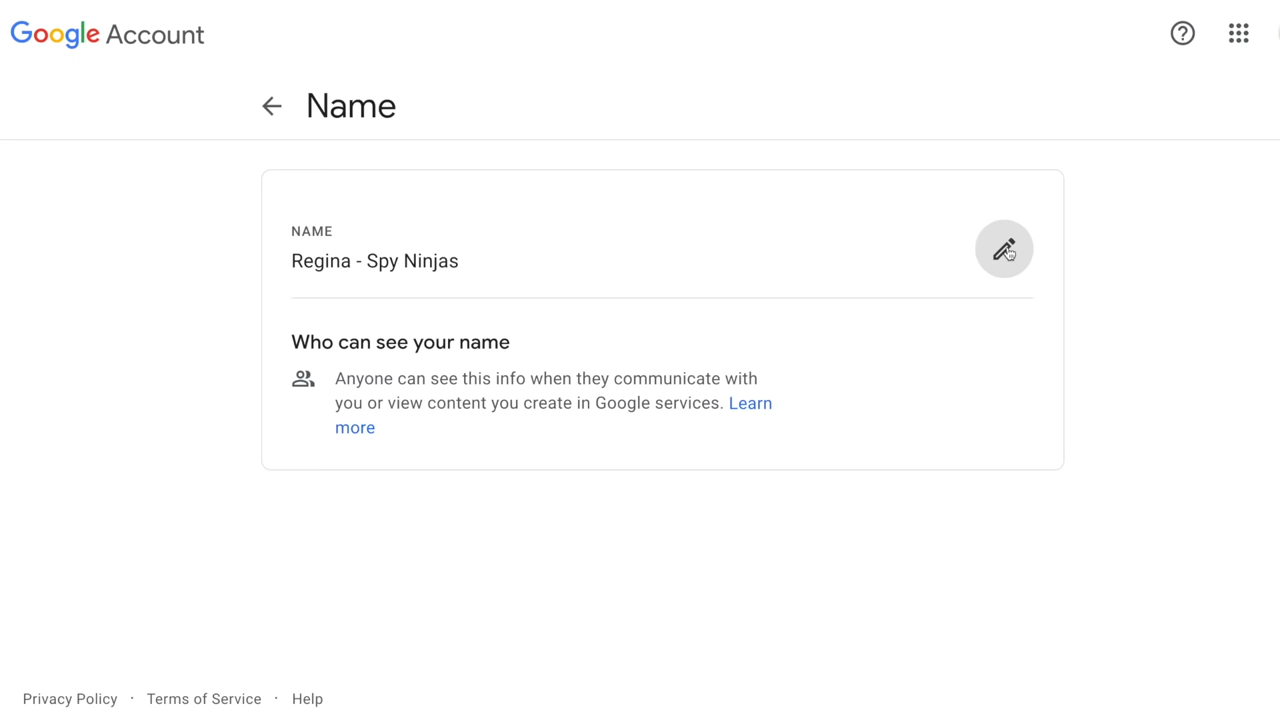 Google Account
Name
NAME
Regina - Spy Ninjas
Who can see your name
Anyone can see this info when they communicate with
you or view content you create in Google services. Learn
more
Privacy Policy · Terms of Service · Help